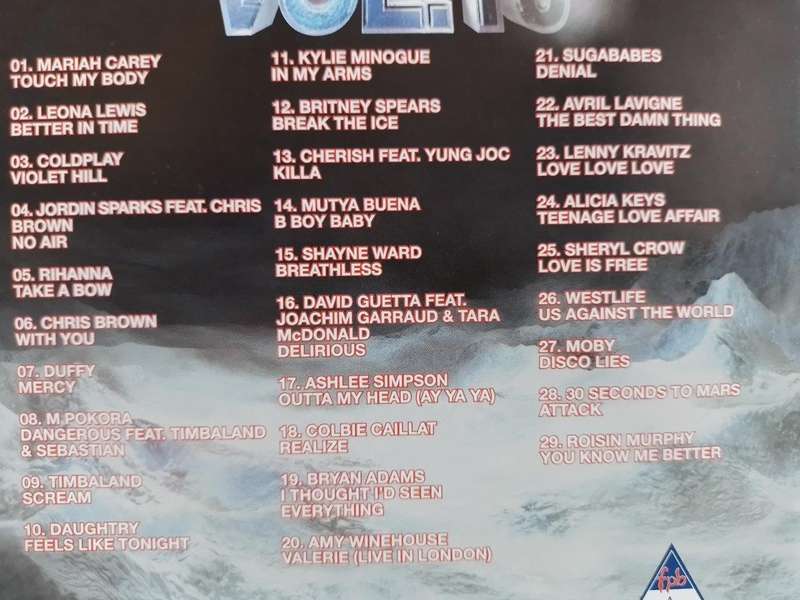 VOL. 16
01. MARIAH CAREY
TOUCH MY BODY
02. LEONA LEWIS
BETTER IN TIME
03. COLDPLAY
VIOLET HILL
04. JORDIN SPARKS FEAT. CHRIS
BROWN
NO AIR
05. RIHANNA
TAKE A BOW
06. CHRIS BROWN
WITH YOU
07. DUFFY
MERCY
08. M.POKORA
DANGEROUS FEAT. TIMBALAND
& SEBASTIAN
09. TIMBALAND
SCREAM
10. DAUGHTRY
FEELS LIKE TONIGHT
11. KYLIE MINOGUE
IN MY ARMS
12. BRITNEY SPEARS
BREAK THE ICE
13. CHERISH FEAT. YUNG JOC
KILLA
14. MUTYA BUENA
B BOY BABY
15. SHAYNE WARD
BREATHLESS
16. DAVID GUETTA FEAT.
JOACHIM GARRAUD & TARA
McDONALD
DELIRIOUS
17. ASHLEE SIMPSON
OUTTA MY HEAD (AY YA YA)
18. COLBIE CAILLAT
REALIZE
19. BRYAN ADAMS
I THOUGHT I'D SEEN
EVERYTHING
20. AMY WINEHOUSE
VALERIE (LIVE IN LONDON)
21. SUGABABES
DENIAL
22. AVRIL LAVIGNE
THE BEST DAMN THING
23. LENNY KRAVITZ
LOVE LOVE LOVE
24. ALICIA KEYS
TEENAGE LOVE AFFAIR
25. SHERYL CROW
LOVE IS FREE
26. WESTLIFE
US AGAINST THE WORLD
27. MOBY
DISCO LIES
28. 30 SECONDS TO MARS
ATTACK
29. ROISIN MURPHY
YOU KNOW ME BETTER
fpb